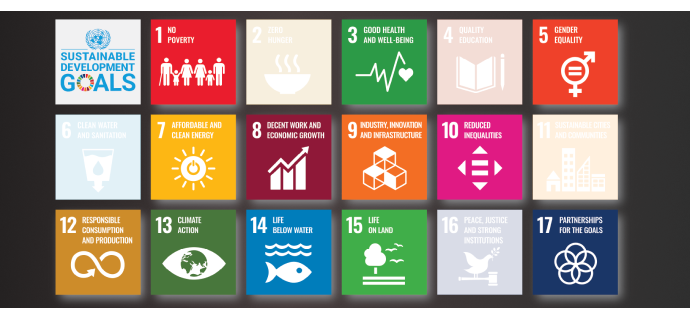 SUSTAINABLE
DEVELOPMENT
GOALS
1 NO
POVERTY
2 ZERO
HUNGER
3 GOOD HEALTH
AND WELL-BEING
4 QUALITY
EDUCATION
5 GENDER
EQUALITY
6 CLEAN WATER
AND SANITATION
7 AFFORDABLE AND
CLEAN ENERGY
8 DECENT WORK AND
ECONOMIC GROWTH
9 INDUSTRY, INNOVATION
AND INFRASTRUCTURE
10 REDUCED
INEQUALITIES
11 SUSTAINABLE CITIES
AND COMMUNITIES
12 RESPONSIBLE
CONSUMPTION
AND PRODUCTION
13 CLIMATE
ACTION
14 LIFE
BELOW WATER
15 LIFE
ON LAND
16 PEACE, JUSTICE
AND STRONG
INSTITUTIONS
17 PARTNERSHIPS
FOR THE GOALS